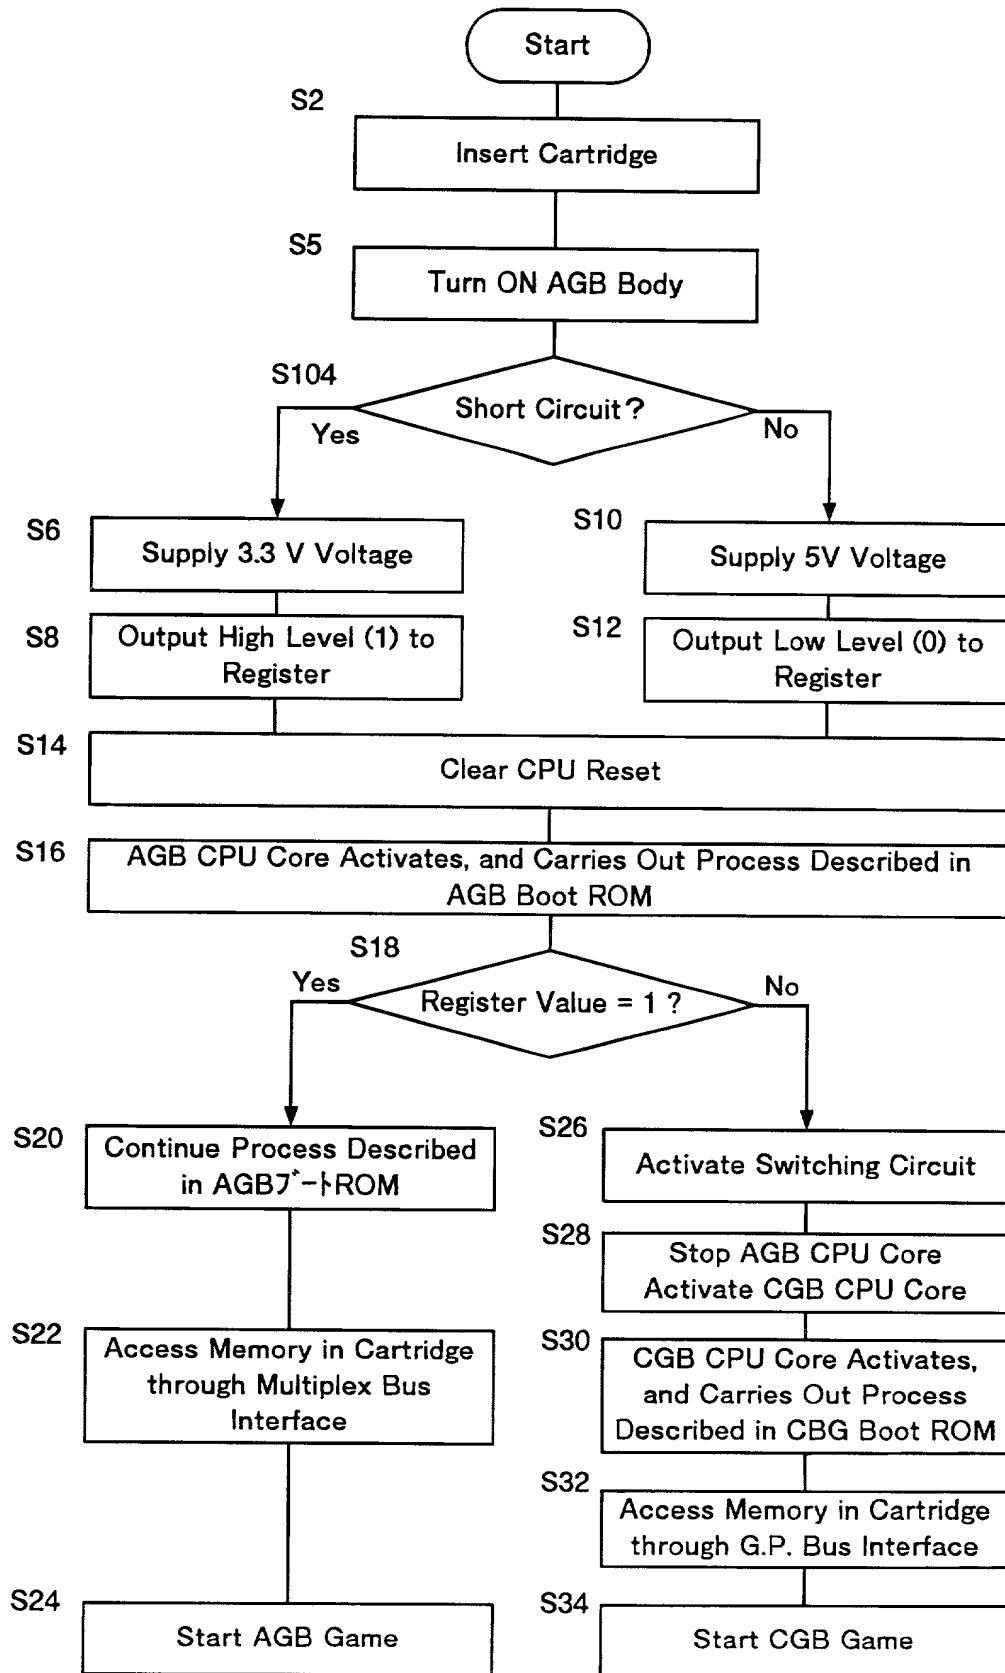 Start
S2
Insert Cartridge
S5
Turn ON AGB Body
S104
Short Circuit?
Yes
No
S6
Supply 3.3 V Voltage
S10
Supply 5V Voltage
S8
Output High Level (1) to
Register
S12
Output Low Level (0) to
Register
S14
Clear CPU Reset
S16
AGB CPU Core Activates, and Carries Out Process Described in
AGB Boot ROM
S18
Register Value = 1 ?
Yes
No
S20
Continue Process Described
in AGBブートROM
S26
Activate Switching Circuit
S28
Stop AGB CPU Core
Activate CGB CPU Core
S22
Access Memory in Cartridge
through Multiplex Bus
Interface
S30
CGB CPU Core Activates,
and Carries Out Process
Described in CBG Boot ROM
S32
Access Memory in Cartridge
through G.P. Bus Interface
S24
Start AGB Game
S34
Start CGB Game